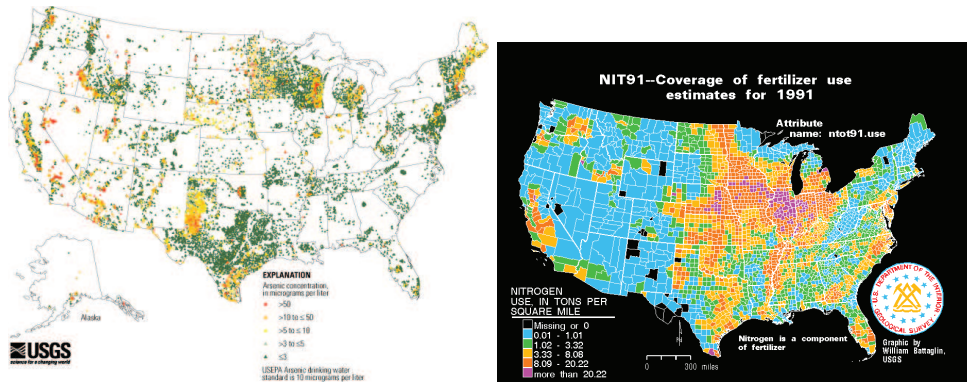 Alaska
USGS
science for a changing world
EXPLANATION
Arsenic concentration,
in micrograms per liter
>50
>10 to ≤ 50
>5 to ≤ 10
>3 to ≤5
≤3
USEPA Arsenic drinking water
standard is 10 micrograms per liter
NIT91--Coverage of fertilizer use
estimates for 1991
Attribute
name: ntot91.use
NITROGEN
USE, IN TONS PER
SQUARE MILE
Missing or 0
0.01 - 1.01
1.02 - 3.32
3.33 - 8.08
8.09 - 20.22
more than 20.22
0 300 miles
Nitrogen is a component
of fertilizer
U.S. DEPARTMENT OF THE INTERIOR
GEOLOGICAL SURVEY
Graphic by
William Battaglin,
USGS